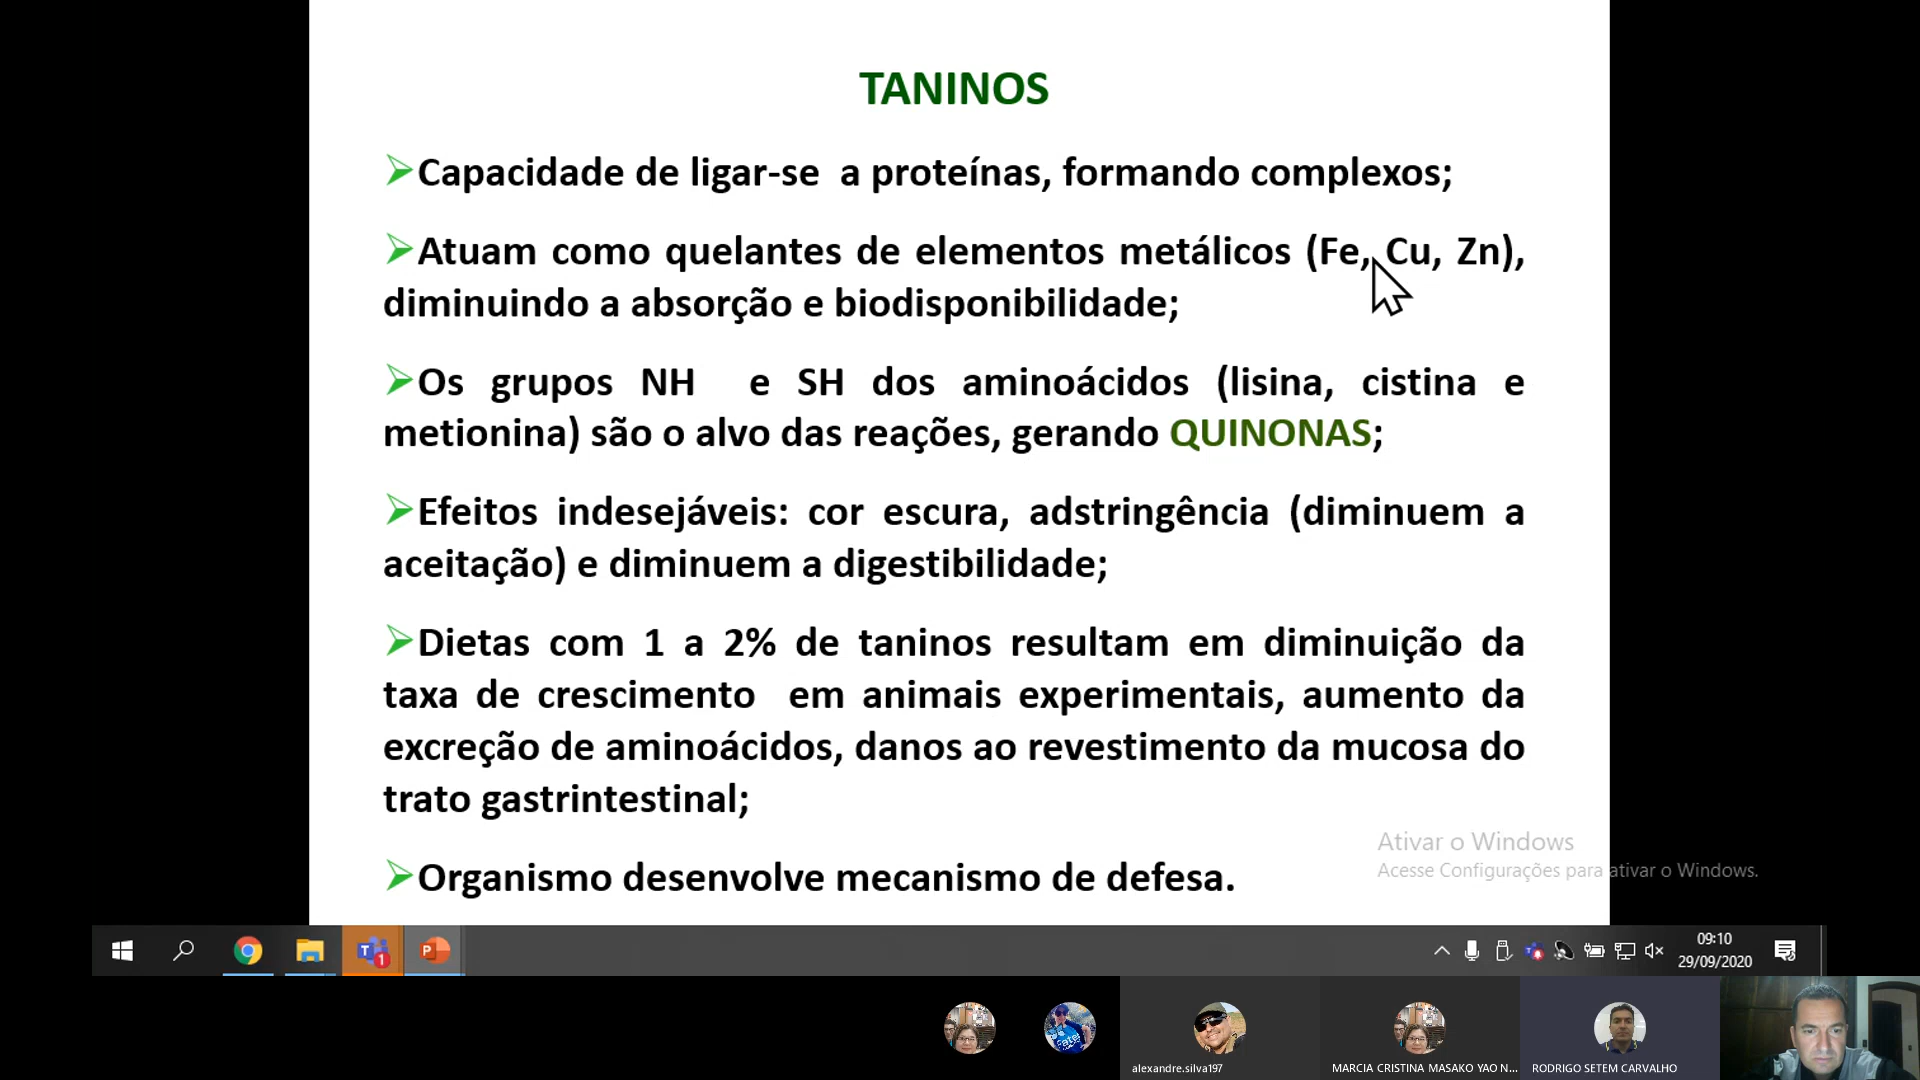 TANINOS
Capacidade de ligar-se a proteínas, formando complexos;
Atuam como quelantes de elementos metálicos (Fe, Cu, Zn),
diminuindo a absorção e biodisponibilidade;
Os grupos NH e SH dos aminoácidos (lisina, cistina e
metionina) são o alvo das reações, gerando QUINONAS;
Efeitos indesejáveis: cor escura, adstringência (diminuem a
aceitação) e diminuem a digestibilidade;
Dietas com 1 a 2% de taninos resultam em diminuição da
taxa de crescimento em animais experimentais, aumento da
excreção de aminoácidos, danos ao revestimento da mucosa do
trato gastrintestinal;
Ativar o Windows
Acesse Configurações para ativar o Windows.
Organismo desenvolve mecanismo de defesa.
09:10
29/09/2020
alexandre.silva197
MARCIA CRISTINA MASAKO YAO N...
RODRIGO SETEM CARVALHO